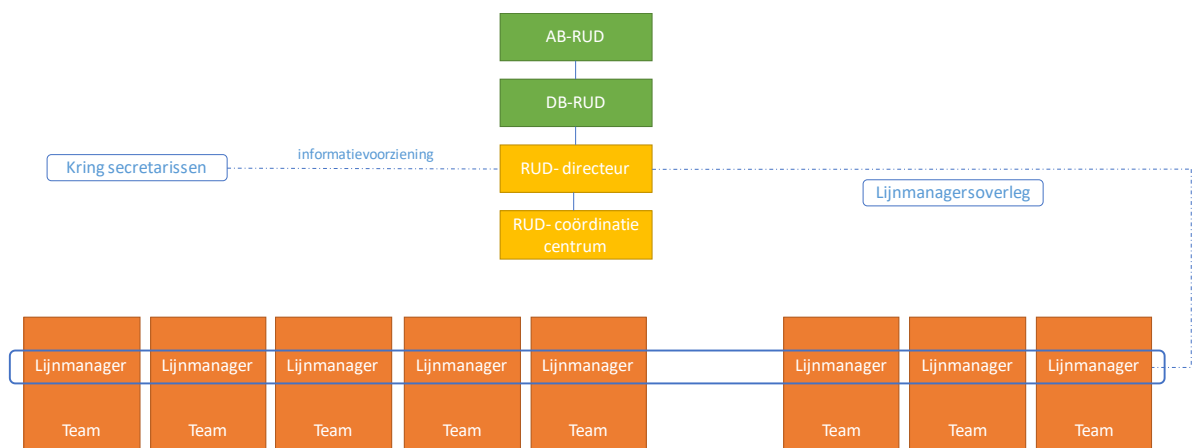 AB-RUD
DB-RUD
informatievoorziening
Kring secretarissen
RUD- directeur
Lijnmanagersoverleg
RUD- coördinatie
centrum
Lijnmanager Lijnmanager Lijnmanager Lijnmanager Lijnmanager Lijnmanager Lijnmanager Lijnmanager
Team Team Team Team Team Team Team Team